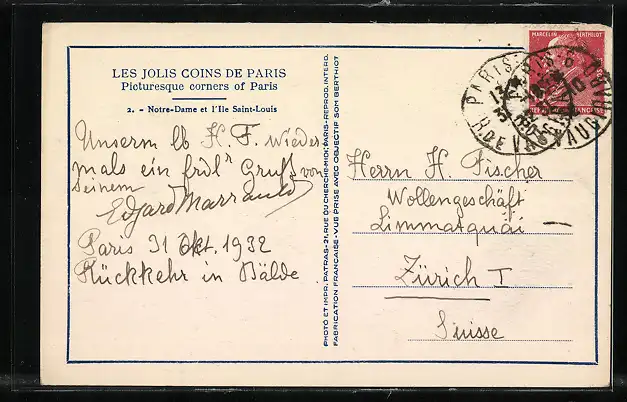 LES JOLIS COINS DE PARIS
Picturesque corners of Paris
2. - Notre-Dame et l'Ile Saint-Louis
Unserm lb H. F. wieder
mals ein frdl. Gruß von
Seinem
Edgard
Paris 31 Okt. 1932
Rückkehr in Bälde
PHOTO ET IMPR. PATRAS - 21, RUE DU CHERCHE-MIDI, PARIS - REPROD. INTERD.
FABRICATION FRANÇAISE - VUE PRISE AVEC OBJECTIF SOM BERTHIOT
MARCELIN BERTHELOT
PARIS
R. DE VAUGIRARD
Herrn H. Fischer
Wollengeschäft
Limmatquai —
Zürich I
Suisse